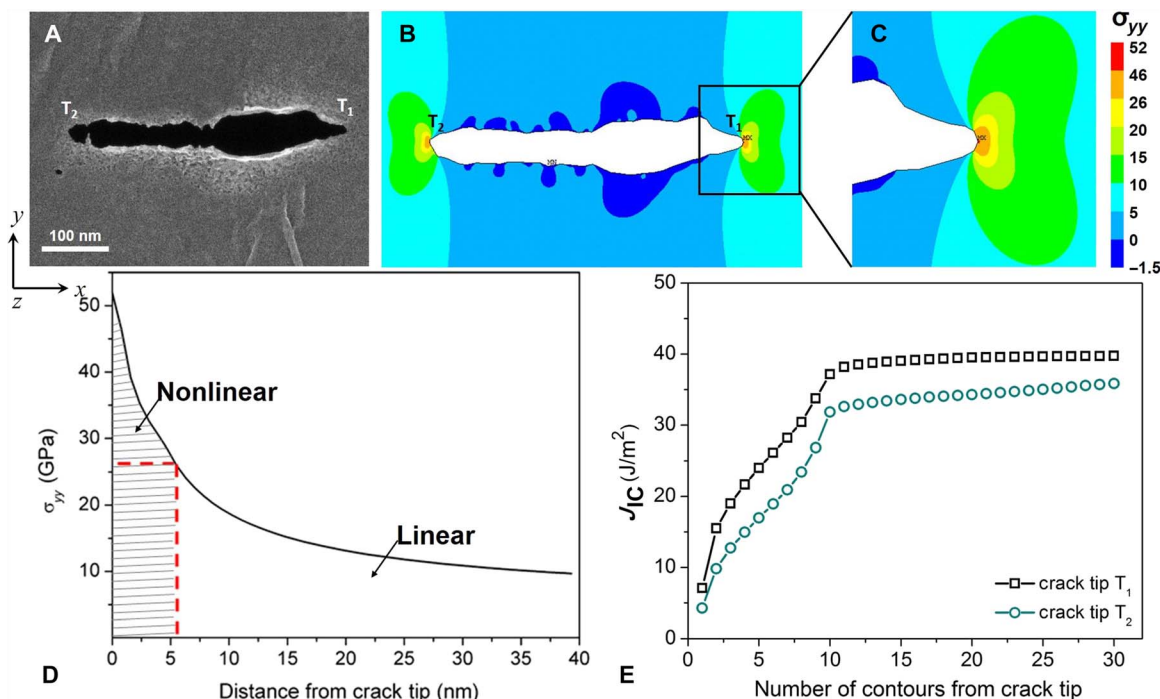 A
T2
T1
100 nm
B
T2
T1
C
σyy
52
46
26
20
15
10
5
0
−1.5
y
z
x
50
40
30
20
10
σyy (GPa)
Nonlinear
Linear
0
5
10
15
20
25
30
35
40
D
Distance from crack tip (nm)
50
40
30
20
10
0
JIC (J/m²)
crack tip T1
crack tip T2
0
5
10
15
20
25
30
E
Number of contours from crack tip